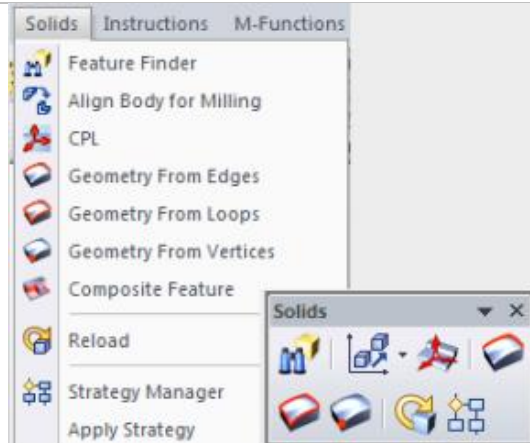 Solids Instructions M-Functions
Feature Finder
Align Body for Milling
CPL
Geometry From Edges
Geometry From Loops
Geometry From Vertices
Composite Feature
Solids
Reload
Strategy Manager
Apply Strategy